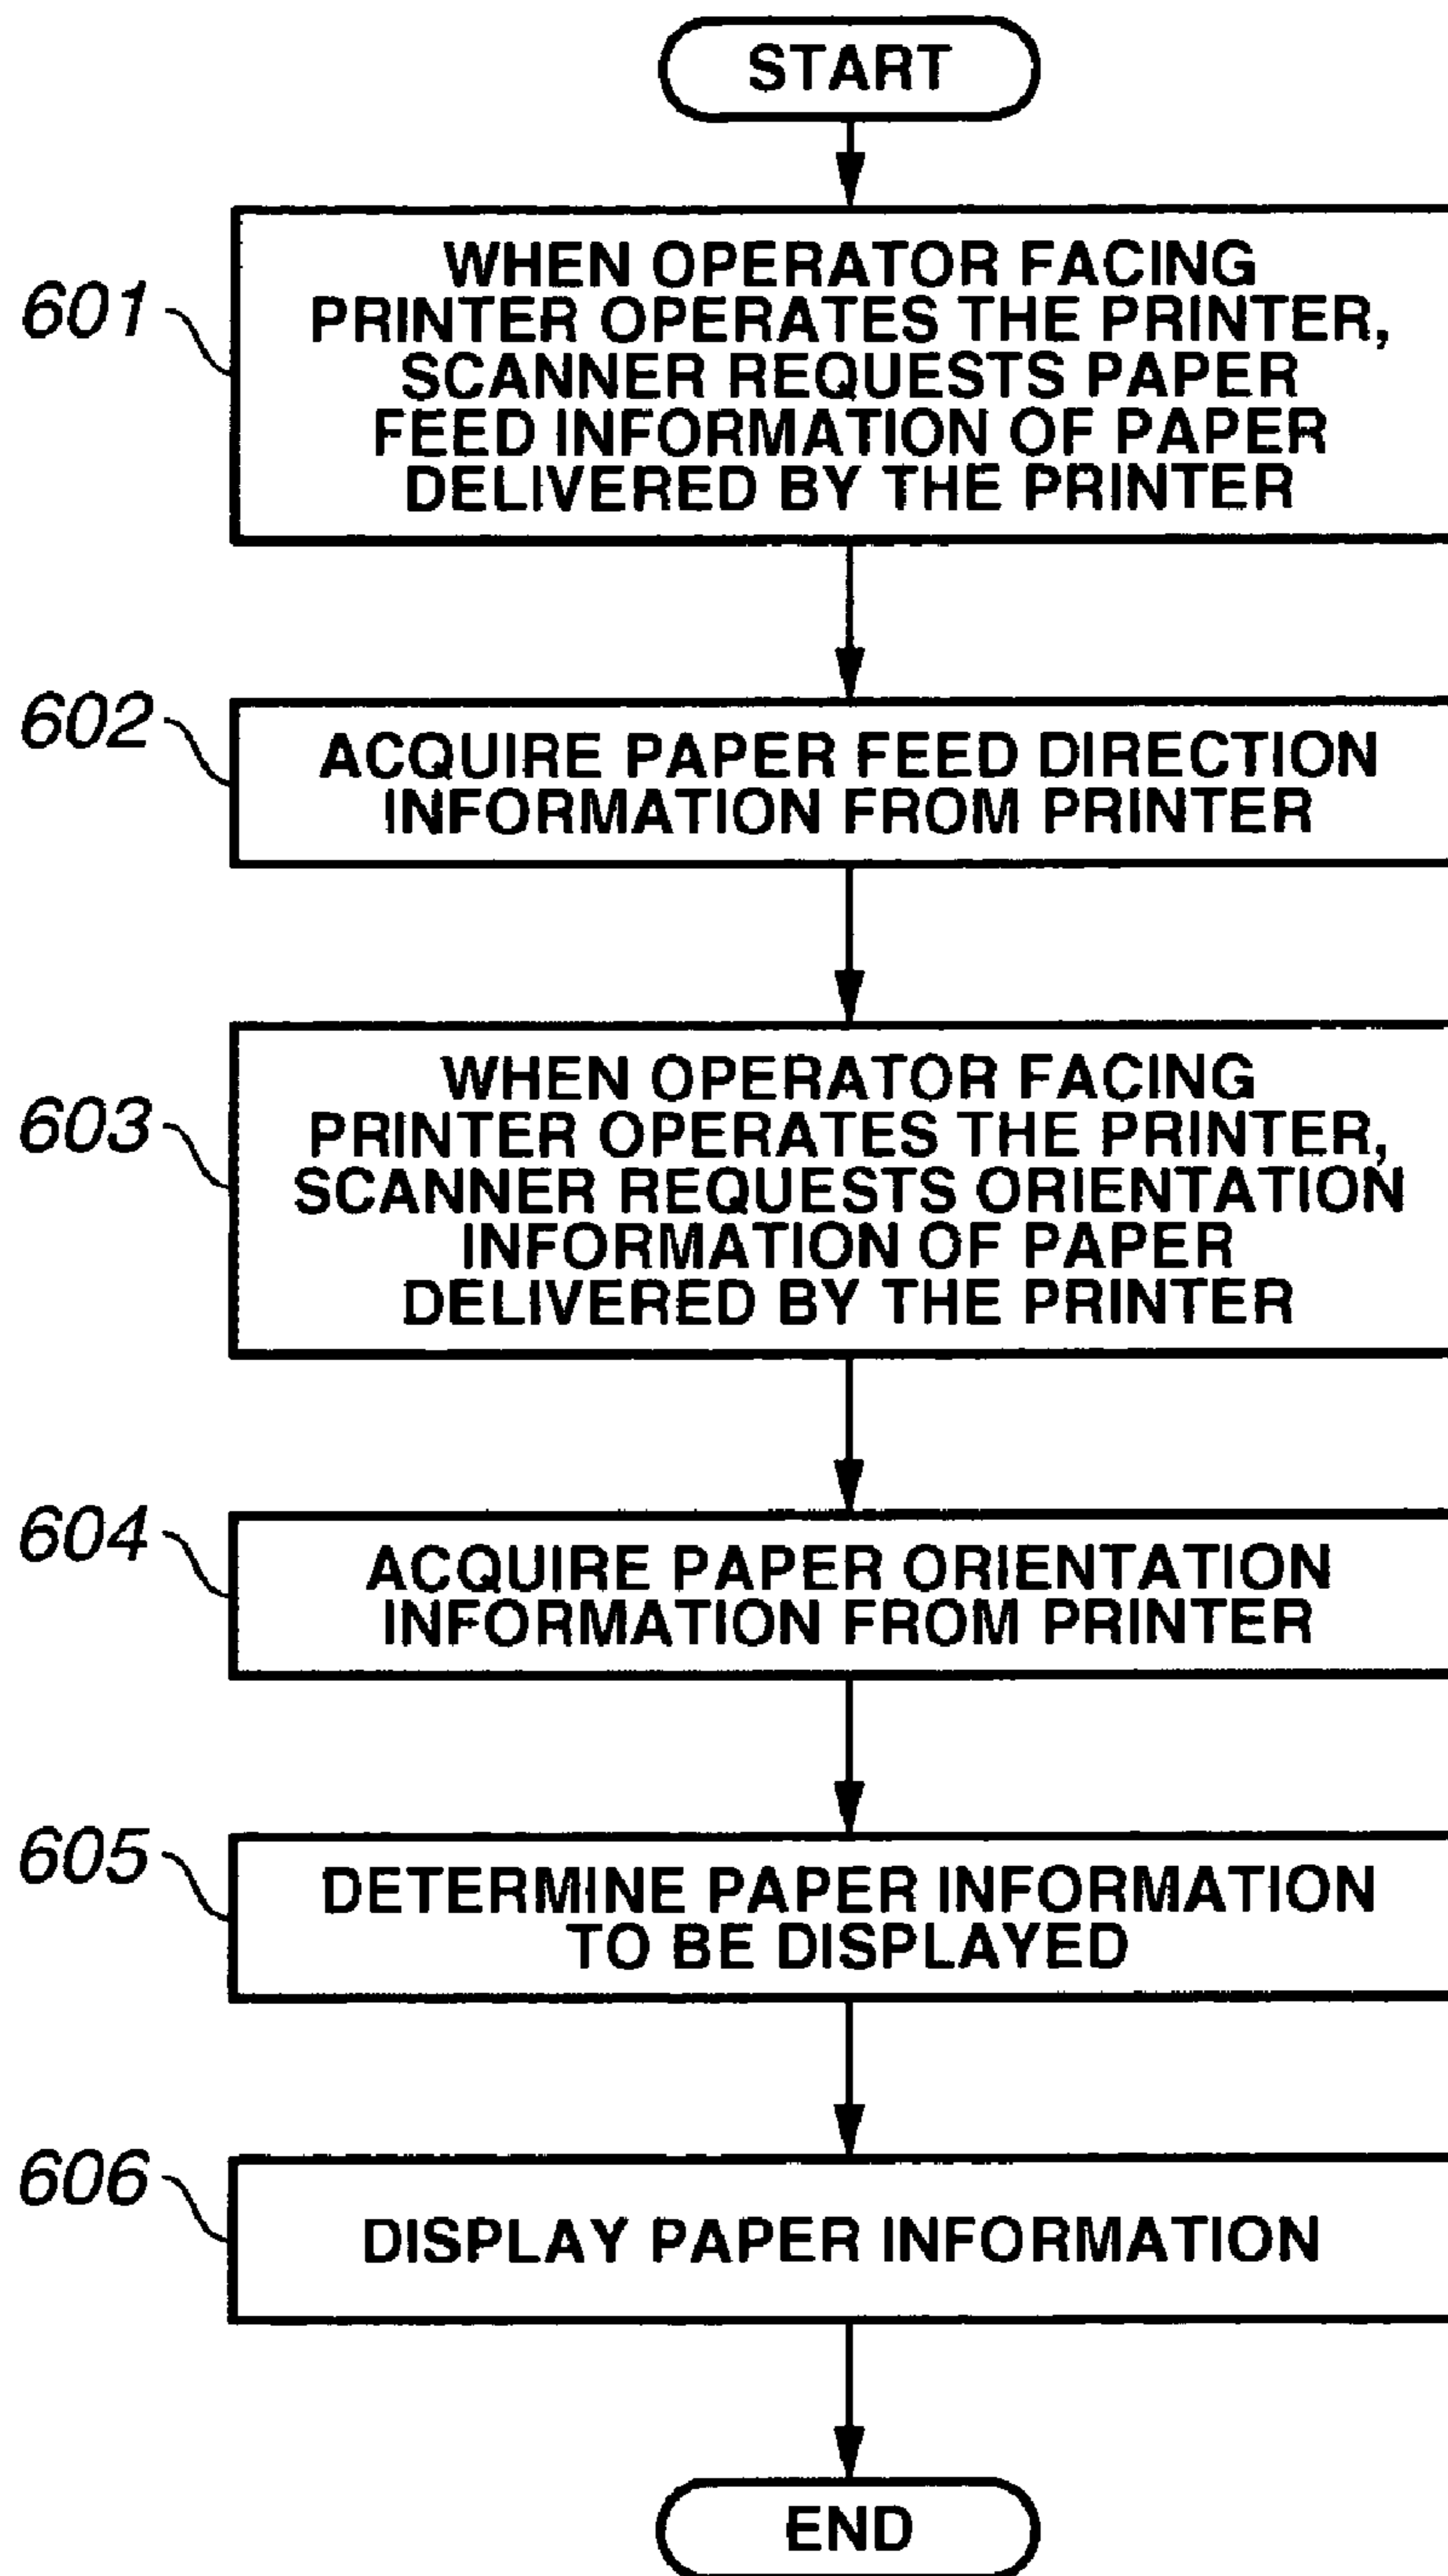 START
601
WHEN OPERATOR FACING
PRINTER OPERATES THE PRINTER,
SCANNER REQUESTS PAPER
FEED INFORMATION OF PAPER
DELIVERED BY THE PRINTER
602
ACQUIRE PAPER FEED DIRECTION
INFORMATION FROM PRINTER
603
WHEN OPERATOR FACING
PRINTER OPERATES THE PRINTER,
SCANNER REQUESTS ORIENTATION
INFORMATION OF PAPER
DELIVERED BY THE PRINTER
604
ACQUIRE PAPER ORIENTATION
INFORMATION FROM PRINTER
605
DETERMINE PAPER INFORMATION
TO BE DISPLAYED
606
DISPLAY PAPER INFORMATION
END